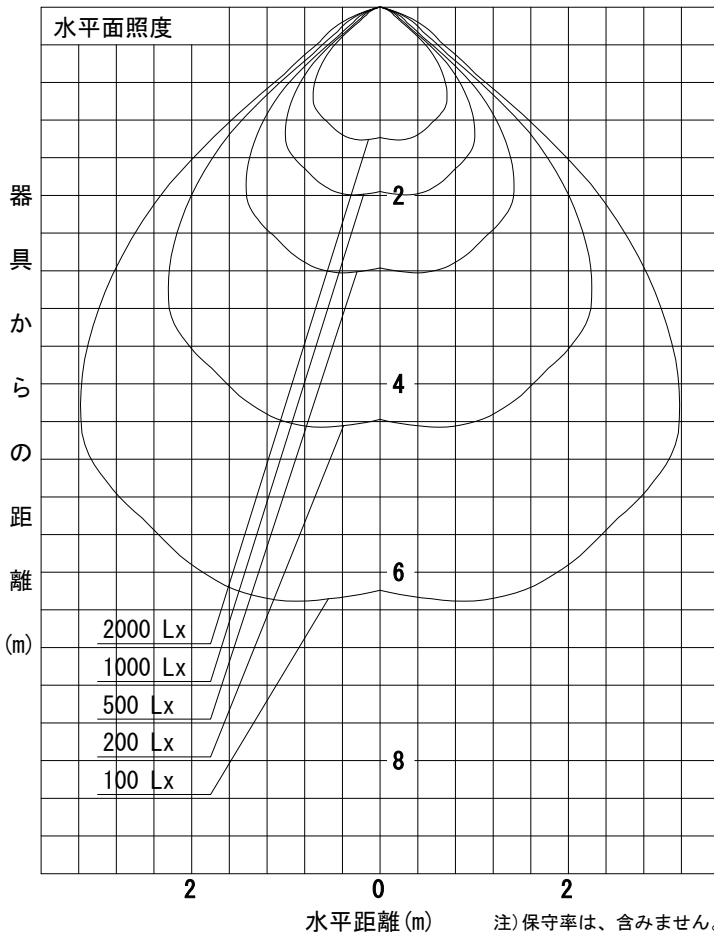 水平面照度
器具からの距離(m)
2
4
6
8
2000 Lx
1000 Lx
500 Lx
200 Lx
100 Lx
2
0
2
水平距離(m)
注)保守率は、含みません。